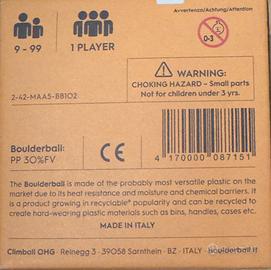 Avvertenza/Achtung/Attention
9 - 99
1 PLAYER
0-3
WARNING:
CHOKING HAZARD – Small parts
Not for children under 3 yrs.
2-42-MAA5-BB102
Boulderball:
PP 30%FV
CE
4 170000 087151
The Boulderball is made of the probably most versatile plastic on the
market due to its heat resistance and moisture and chemical barriers. It
is a product growing in recyclable* popularity and can be recycled to
create hard-wearing plastic materials such as bins, handles, cases etc.
MADE IN ITALY
Climball OHG · Reinegg 3 · 39058 Sarnthein · BZ - ITALY · Boulderball.it